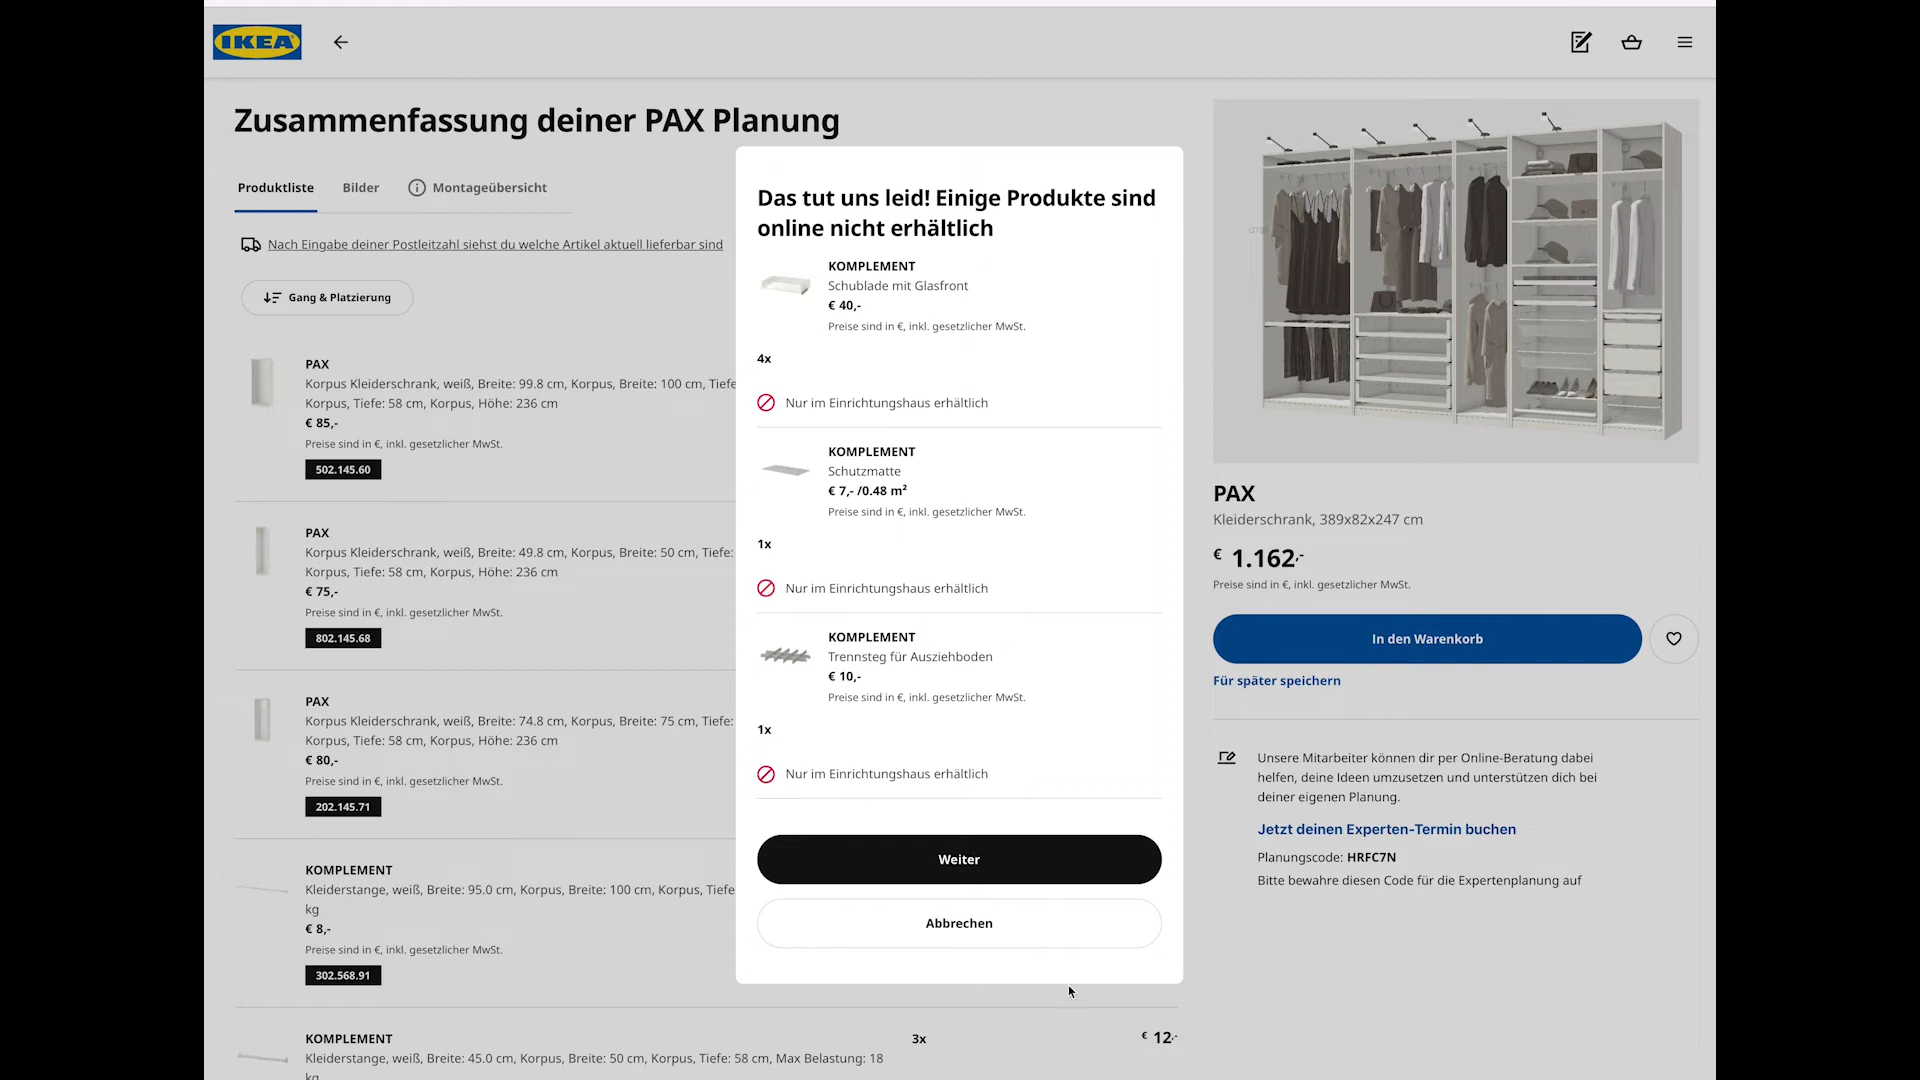 IKEA
Zusammenfassung deiner PAX Planung
Produktliste
Bilder
Montageübersicht
Nach Eingabe deiner Postleitzahl siehst du welche Artikel aktuell lieferbar sind
Gang & Platzierung
PAX
Korpus Kleiderschrank, weiß, Breite: 99.8 cm, Korpus, Breite: 100 cm, Tiefe
Korpus, Tiefe: 58 cm, Korpus, Höhe: 236 cm
€ 85,-
Preise sind in €, inkl. gesetzlicher MwSt.
502.145.60
PAX
Korpus Kleiderschrank, weiß, Breite: 49.8 cm, Korpus, Breite: 50 cm, Tiefe:
Korpus, Tiefe: 58 cm, Korpus, Höhe: 236 cm
€ 75,-
Preise sind in €, inkl. gesetzlicher MwSt.
802.145.68
PAX
Korpus Kleiderschrank, weiß, Breite: 74.8 cm, Korpus, Breite: 75 cm, Tiefe:
Korpus, Tiefe: 58 cm, Korpus, Höhe: 236 cm
€ 80,-
Preise sind in €, inkl. gesetzlicher MwSt.
202.145.71
KOMPLEMENT
Kleiderstange, weiß, Breite: 95.0 cm, Korpus, Breite: 100 cm, Korpus, Tiefe
kg
€ 8,-
Preise sind in €, inkl. gesetzlicher MwSt.
302.568.91
KOMPLEMENT
3x
€ 12,-
Kleiderstange, weiß, Breite: 45.0 cm, Korpus, Breite: 50 cm, Korpus, Tiefe: 58 cm, Max Belastung: 18
kg
Das tut uns leid! Einige Produkte sind
online nicht erhältlich
KOMPLEMENT
Schublade mit Glasfront
€ 40,-
Preise sind in €, inkl. gesetzlicher MwSt.
4x
Nur im Einrichtungshaus erhältlich
KOMPLEMENT
Schutzmatte
€ 7,- /0.48 m²
Preise sind in €, inkl. gesetzlicher MwSt.
1x
Nur im Einrichtungshaus erhältlich
KOMPLEMENT
Trennsteg für Ausziehboden
€ 10,-
Preise sind in €, inkl. gesetzlicher MwSt.
1x
Nur im Einrichtungshaus erhältlich
Weiter
Abbrechen
PAX
Kleiderschrank, 389x82x247 cm
€ 1.162,-
Preise sind in €, inkl. gesetzlicher MwSt.
In den Warenkorb
Für später speichern
Unsere Mitarbeiter können dir per Online-Beratung dabei
helfen, deine Ideen umzusetzen und unterstützen dich bei
deiner eigenen Planung.
Jetzt deinen Experten-Termin buchen
Planungscode: HRFC7N
Bitte bewahre diesen Code für die Expertenplanung auf